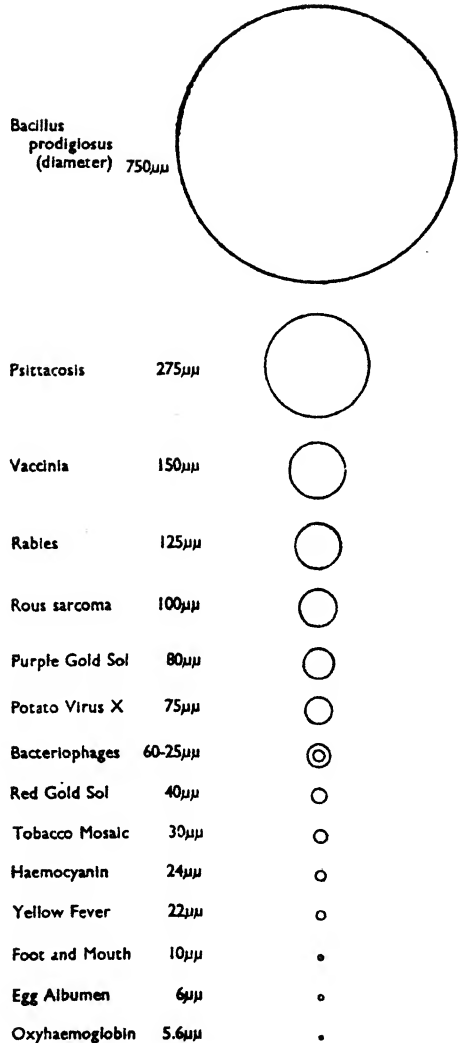 Bacillus
prodigiosus
(diameter) 750μμ
Psittacosis 275μμ
Vaccinia 150μμ
Rabies 125μμ
Rous sarcoma 100μμ
Purple Gold Sol 80μμ
Potato Virus X 75μμ
Bacteriophages 60-25μμ
Red Gold Sol 40μμ
Tobacco Mosaic 30μμ
Haemocyanin 24μμ
Yellow Fever 22μμ
Foot and Mouth 10μμ
Egg Albumen 6μμ
Oxyhaemoglobin 5.6μμ